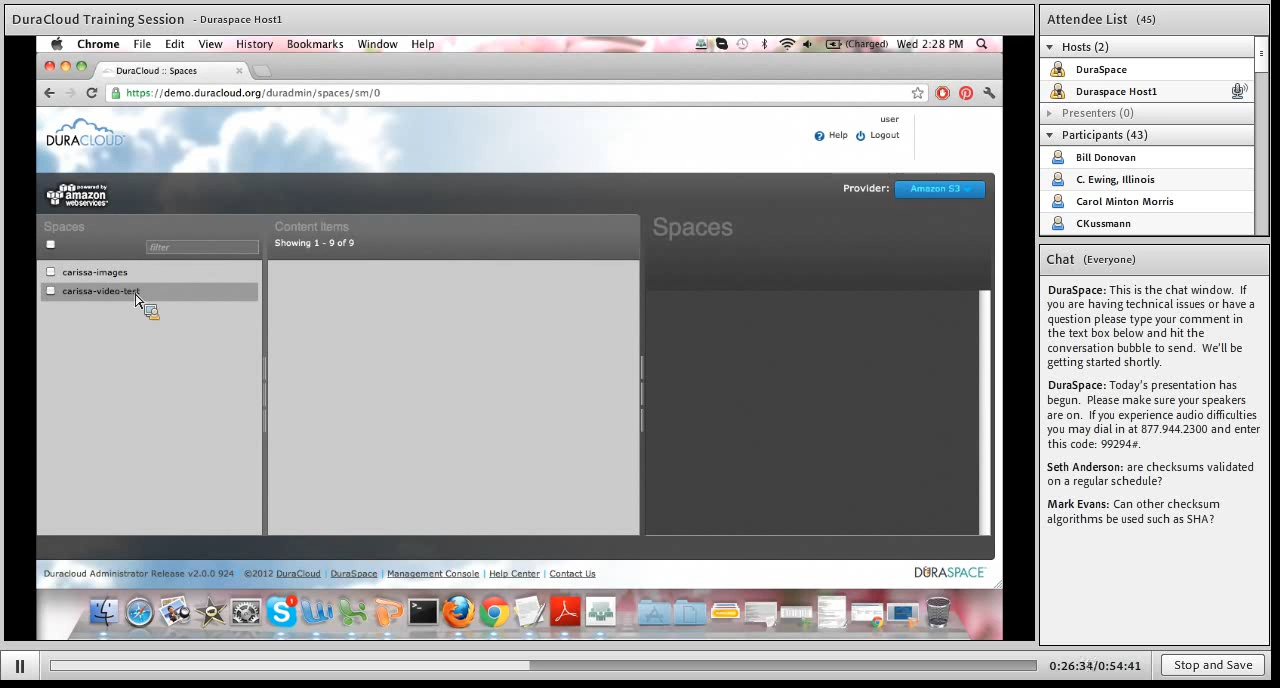 DuraCloud Training Session - Duraspace Host1
Chrome File Edit View History Bookmarks Window Help (Charged) Wed 2:28 PM
DuraCloud :: Spaces
https://demo.duracloud.org/duradmin/spaces/sm/0
DURACLOUD
user
Help Logout
powered by
amazon
web services
Provider: Amazon S3
Spaces
filter
carissa-images
carissa-video-test
Content Items
Showing 1 - 9 of 9
Spaces
Duracloud Administrator Release v2.0.0 924 ©2012 DuraCloud | DuraSpace | Management Console | Help Center | Contact Us
DURASPACE
0:26:34/0:54:41
Stop and Save
Attendee List (45)
Hosts (2)
DuraSpace
Duraspace Host1
Presenters (0)
Participants (43)
Bill Donovan
C. Ewing, Illinois
Carol Minton Morris
CKussmann
Chat (Everyone)
DuraSpace: This is the chat window. If
you are having technical issues or have a
question please type your comment in
the text box below and hit the
conversation bubble to send. We'll be
getting started shortly.
DuraSpace: Today's presentation has
begun. Please make sure your speakers
are on. If you experience audio difficulties
you may dial in at 877.944.2300 and enter
this code: 99294#.
Seth Anderson: are checksums validated
on a regular schedule?
Mark Evans: Can other checksum
algorithms be used such as SHA?